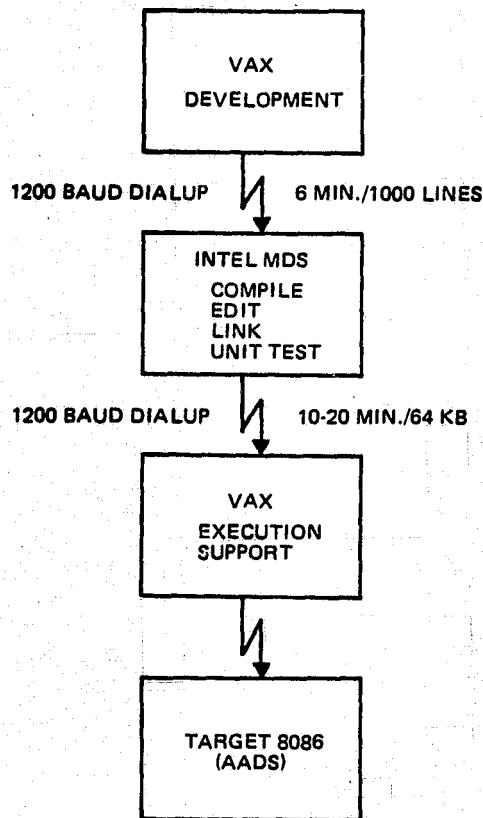 VAX
DEVELOPMENT
1200 BAUD DIALUP 6 MIN./1000 LINES
INTEL MDS
COMPILE
EDIT
LINK
UNIT TEST
1200 BAUD DIALUP 10-20 MIN./64 KB
VAX
EXECUTION
SUPPORT
TARGET 8086
(AADS)